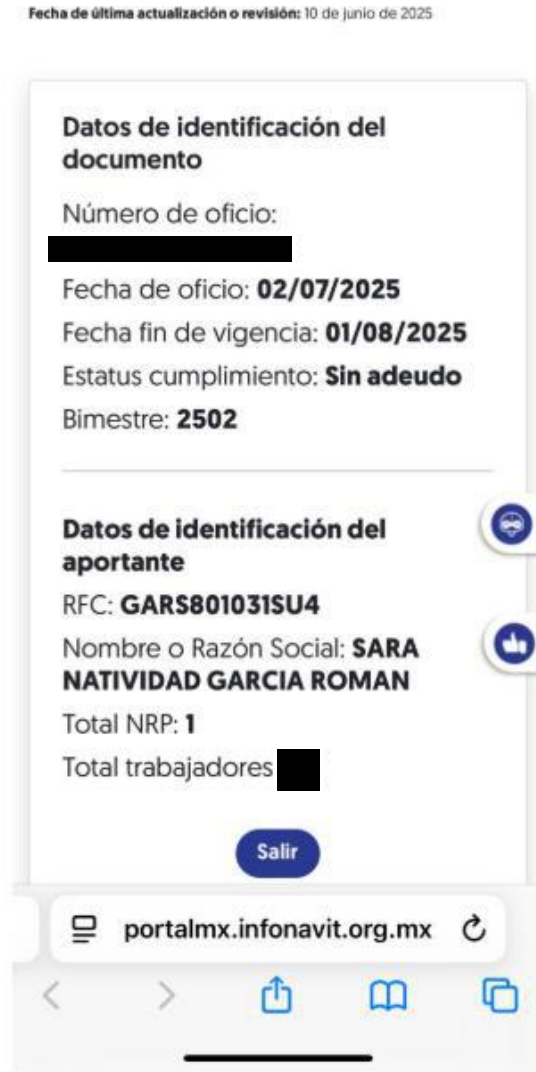 Fecha de última actualización o revisión: 10 de junio de 2025
Datos de identificación del
documento
Número de oficio:
Fecha de oficio: 02/07/2025
Fecha fin de vigencia: 01/08/2025
Estatus cumplimiento: Sin adeudo
Bimestre: 2502
Datos de identificación del
aportante
RFC: GARS801031SU4
Nombre o Razón Social: SARA
NATIVIDAD GARCIA ROMAN
Total NRP: 1
Total trabajadores
Salir
portalmx.infonavit.org.mx